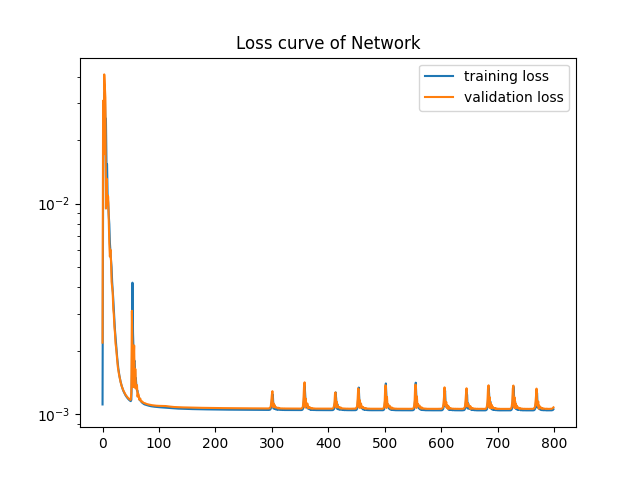 Loss curve of Network
training loss
validation loss
10⁻²
10⁻³
0 100 200 300 400 500 600 700 800